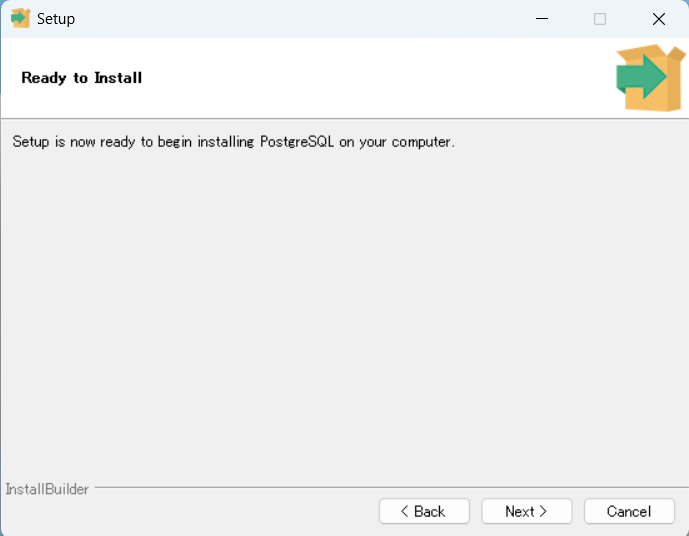 Setup
Ready to Install
Setup is now ready to begin installing PostgreSQL on your computer.
InstallBuilder
< Back
Next >
Cancel